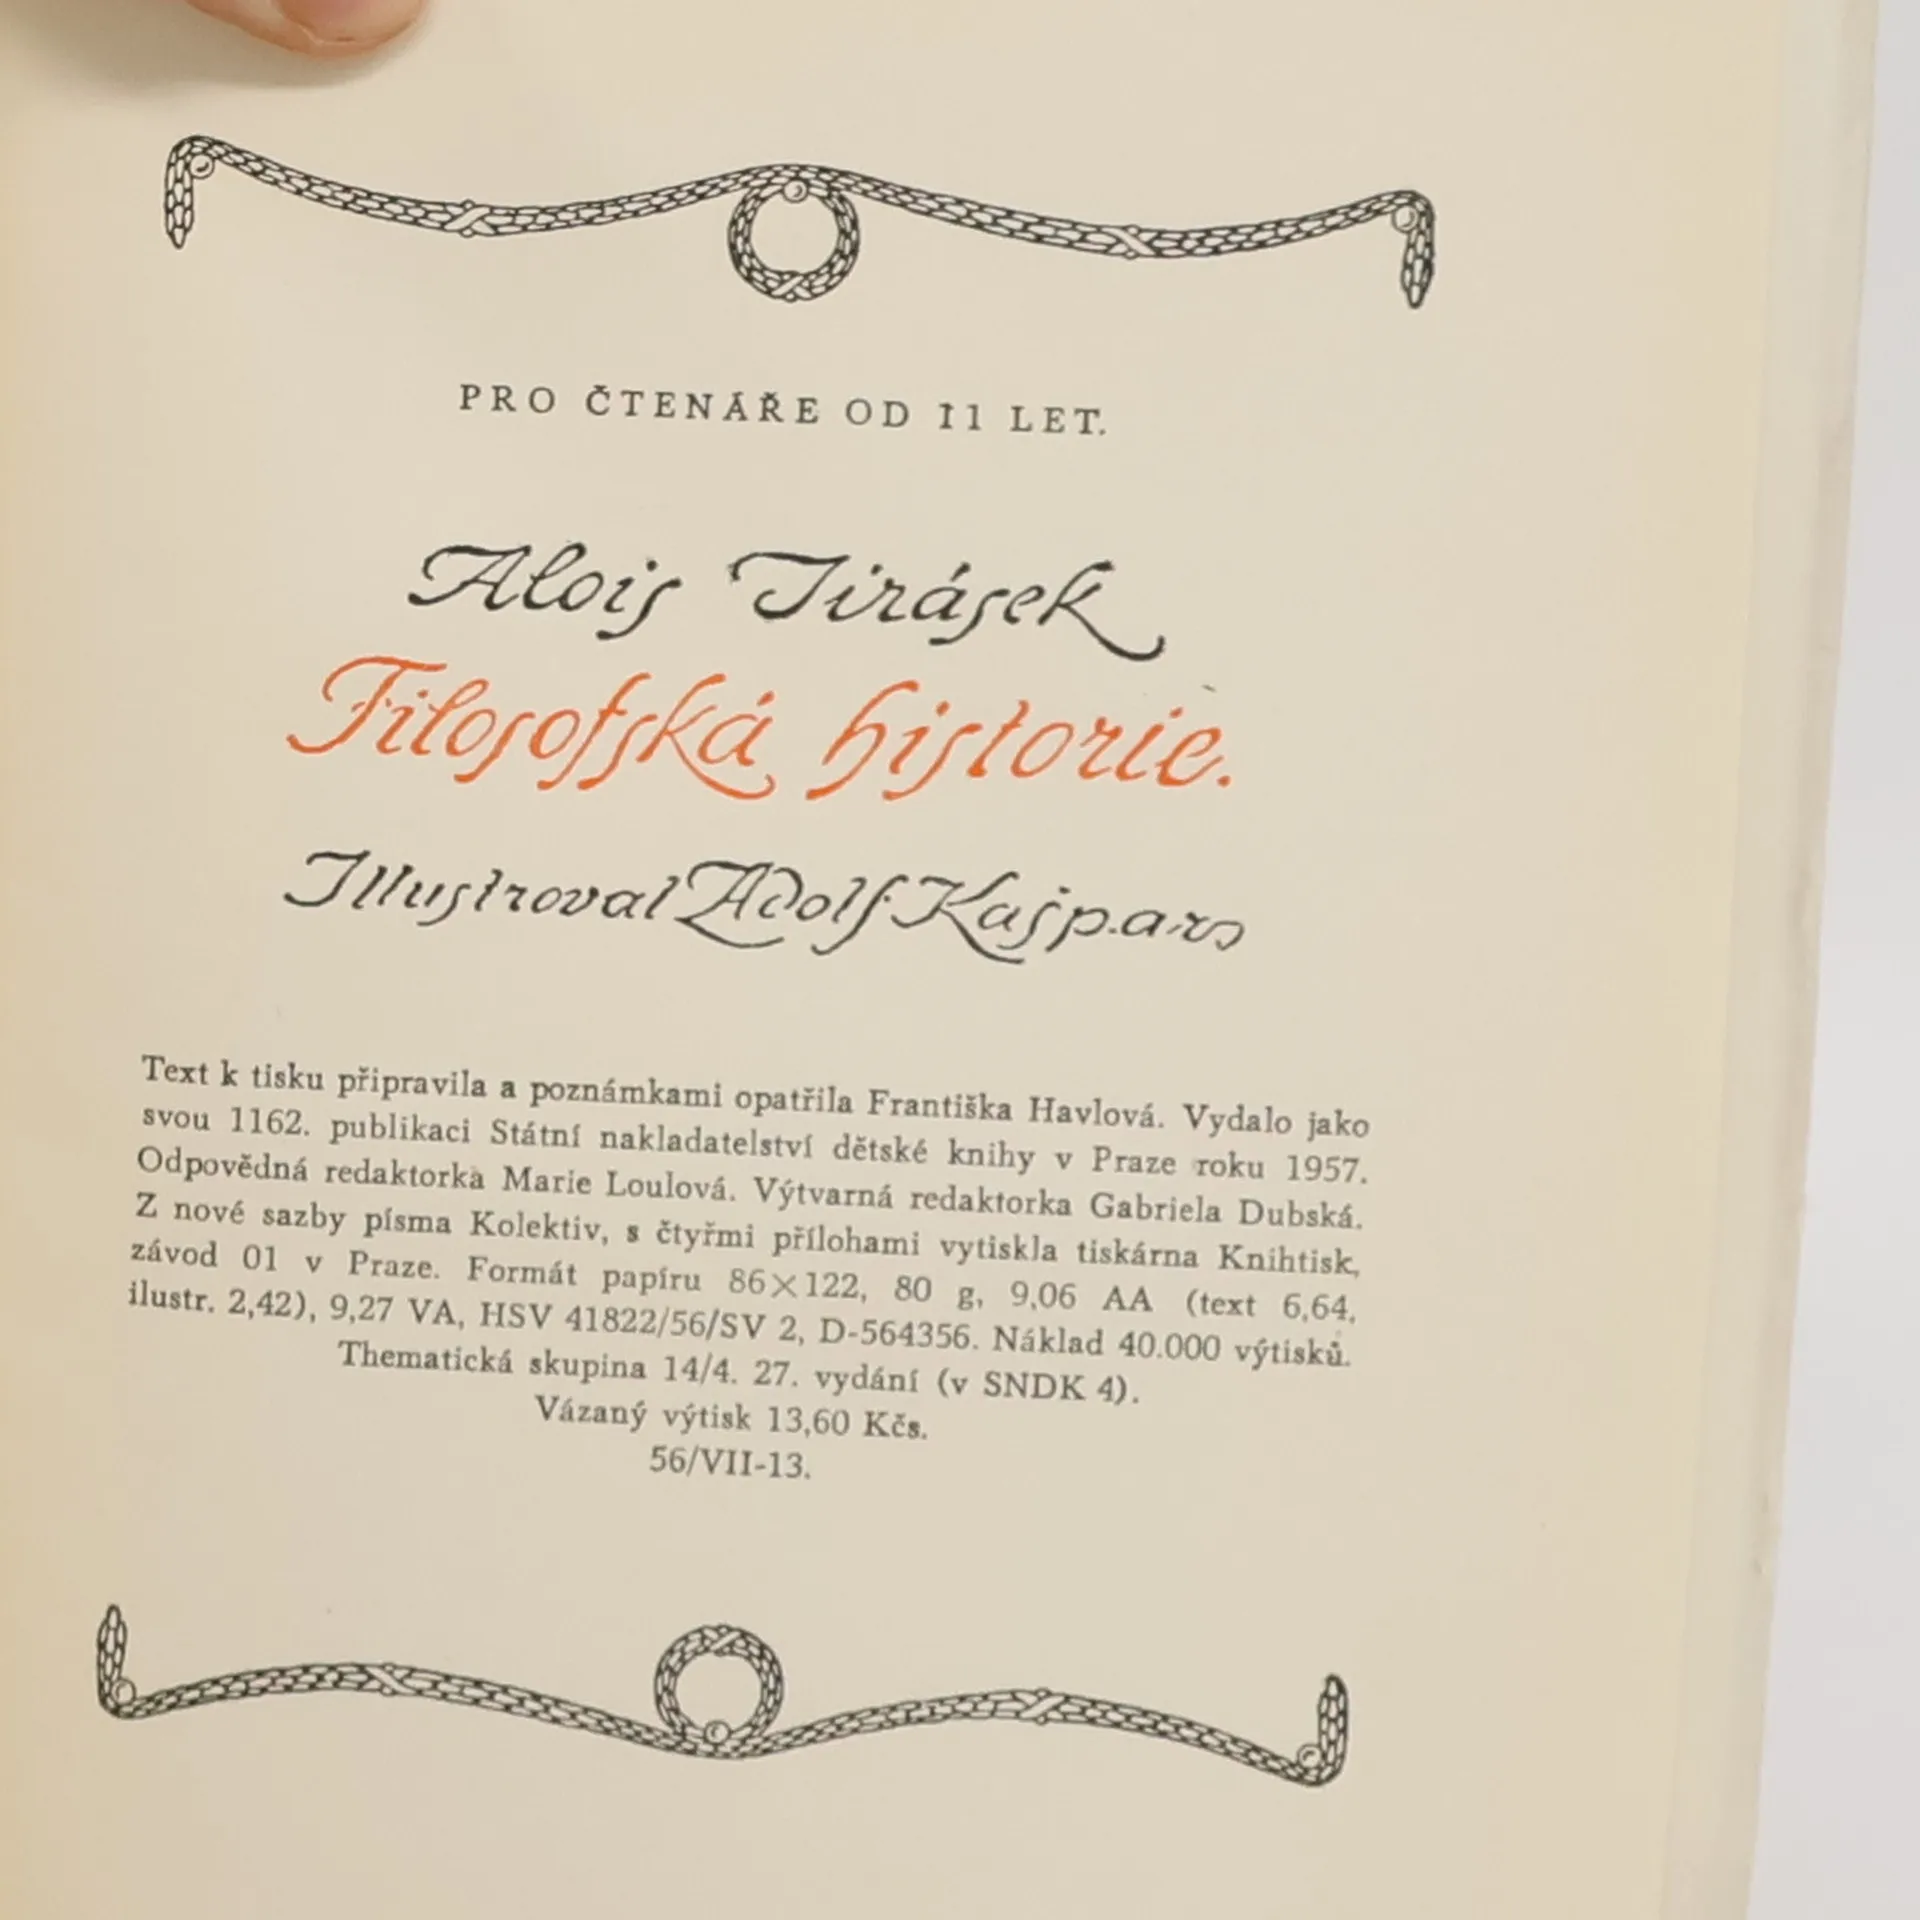 PRO ČTENÁŘE OD 11 LET.
Alois Jirásek
Filosofská historie.
Illustroval Adolf Kašpar
Text k tisku připravila a poznámkami opatřila Františka Havlová. Vydalo jako
svou 1162. publikaci Státní nakladatelství dětské knihy v Praze roku 1957.
Odpovědná redaktorka Marie Loulová. Výtvarná redaktorka Gabriela Dubská.
Z nové sazby písma Kolektiv, s čtyřmi přílohami vytiskla tiskárna Knihtisk,
závod 01 v Praze. Formát papíru 86×122, 80 g, 9,06 AA (text 6,64,
ilustr. 2,42), 9,27 VA, HSV 41822/56/SV 2, D-564356. Náklad 40.000 výtisků.
Thematická skupina 14/4. 27. vydání (v SNDK 4).
Vázaný výtisk 13,60 Kčs.
56/VII-13.